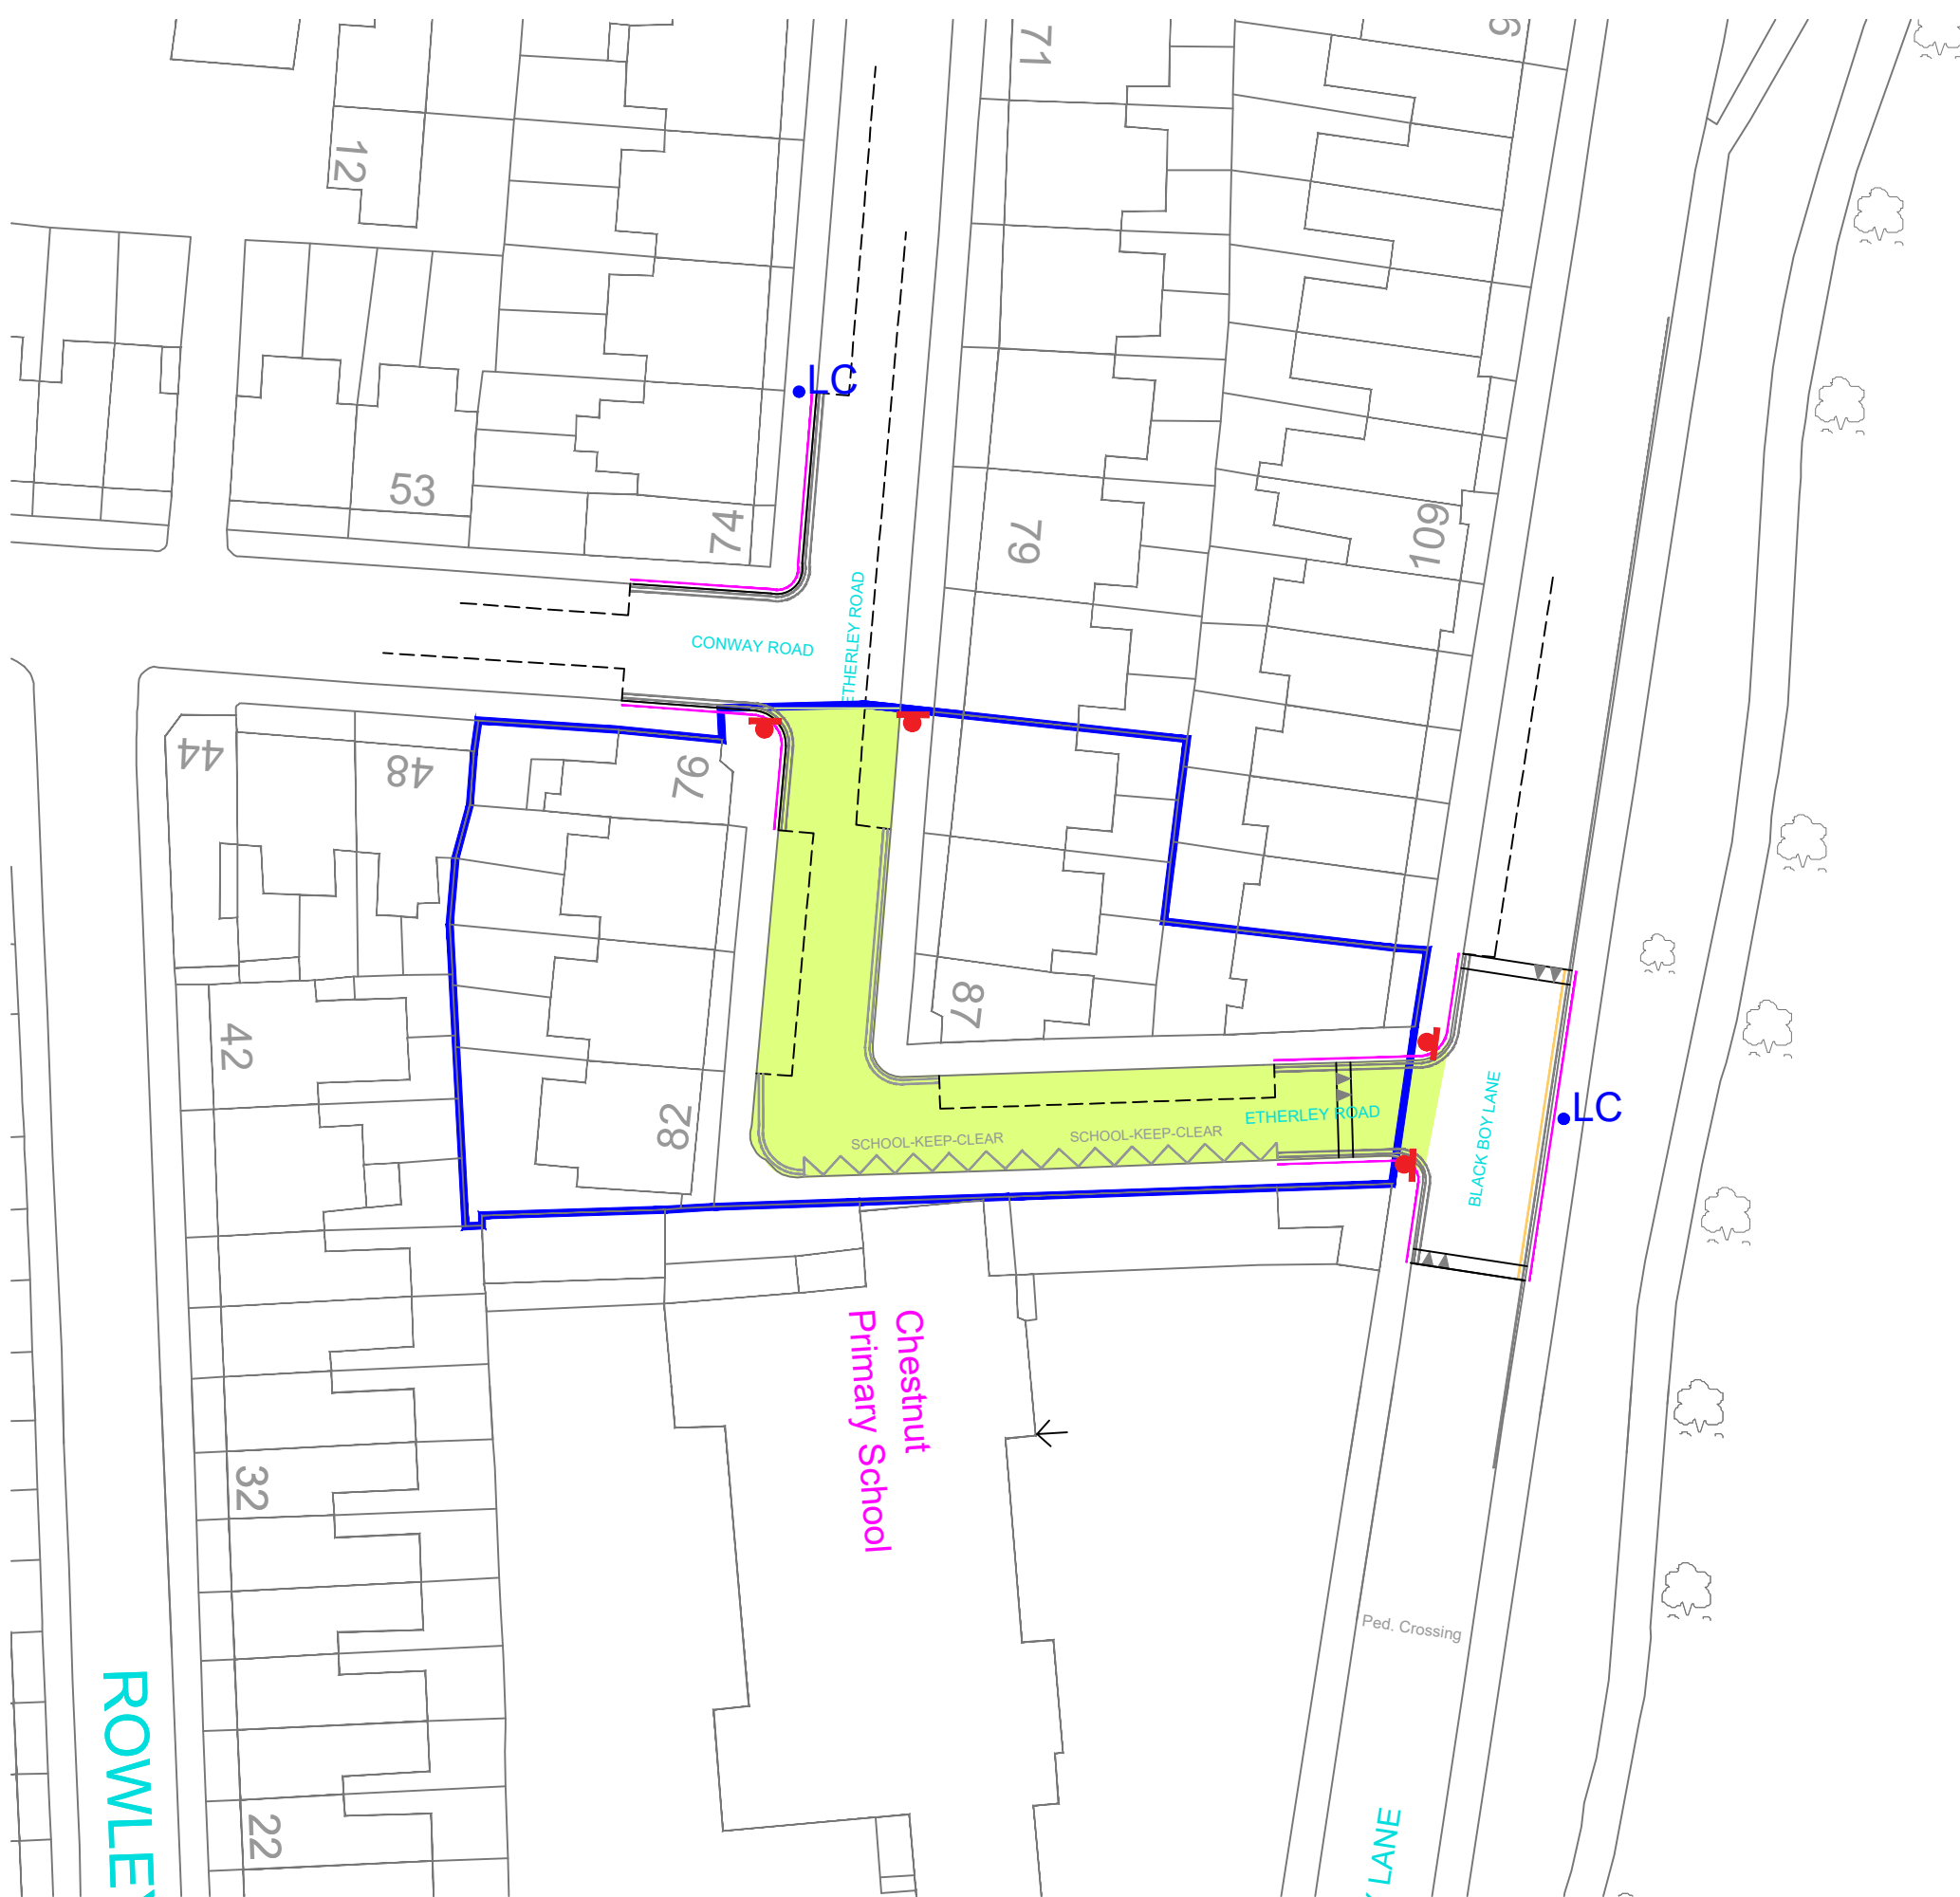 71
12
LC
53
74
79
109
CONWAY ROAD
ETHERLEY ROAD
44
48
76
87
42
82
ETHERLEY ROAD
SCHOOL-KEEP-CLEAR
SCHOOL-KEEP-CLEAR
BLACK BOY LANE
LC
Chestnut
Primary School
32
Ped. Crossing
ROWLEY
22
LANE